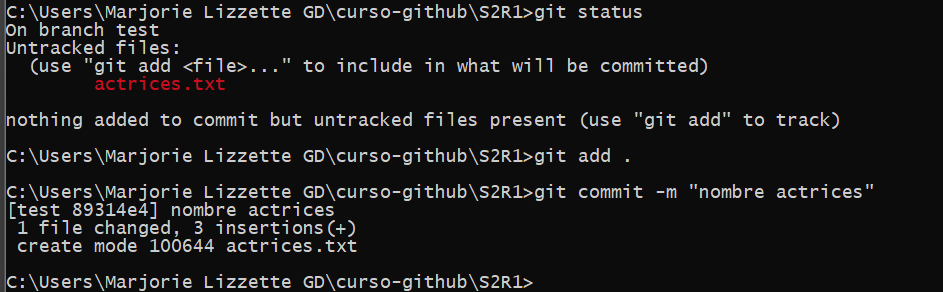 C:\Users\Marjorie Lizzette GD\curso-github\S2R1>git status
On branch test
Untracked files:
  (use "git add <file>..." to include in what will be committed)
        actrices.txt

nothing added to commit but untracked files present (use "git add" to track)

C:\Users\Marjorie Lizzette GD\curso-github\S2R1>git add .

C:\Users\Marjorie Lizzette GD\curso-github\S2R1>git commit -m "nombre actrices"
[test 89314e4] nombre actrices
 1 file changed, 3 insertions(+)
 create mode 100644 actrices.txt

C:\Users\Marjorie Lizzette GD\curso-github\S2R1>